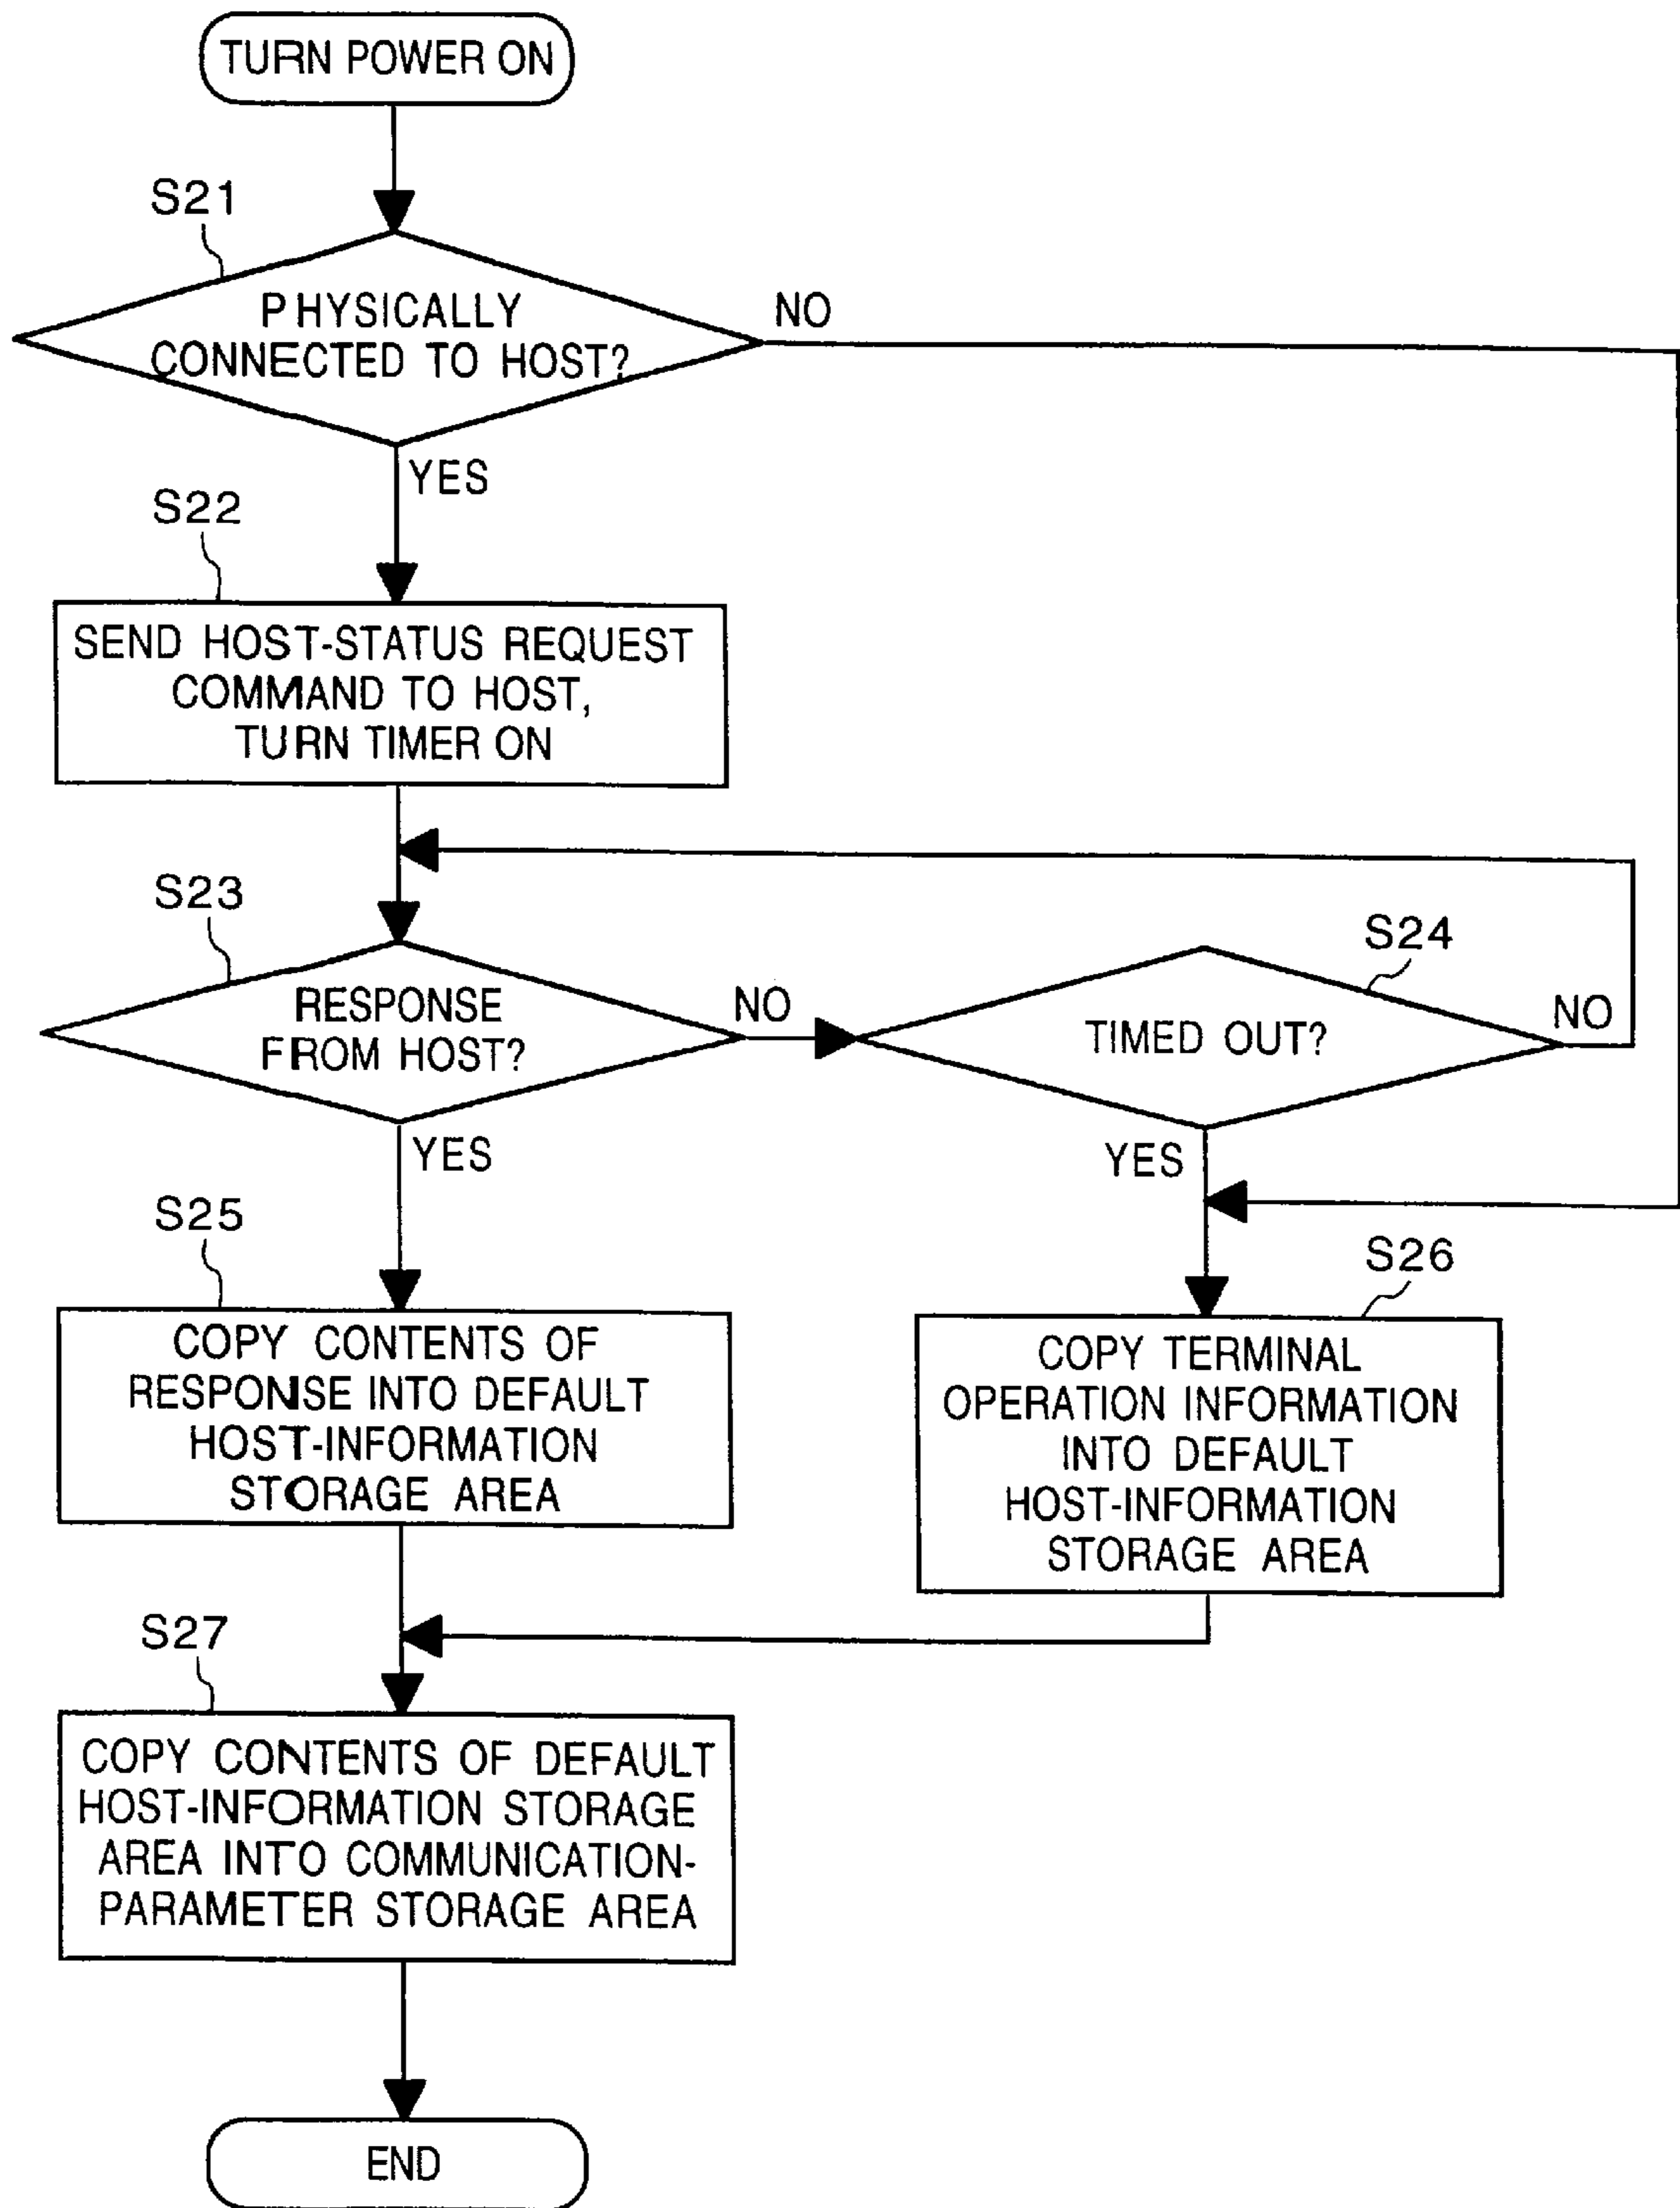 TURN POWER ON
S21
PHYSICALLY
CONNECTED TO HOST?
NO
YES
S22
SEND HOST-STATUS REQUEST
COMMAND TO HOST,
TURN TIMER ON
S23
RESPONSE
FROM HOST?
NO
S24
TIMED OUT?
NO
YES
YES
S25
COPY CONTENTS OF
RESPONSE INTO DEFAULT
HOST-INFORMATION
STORAGE AREA
S26
COPY TERMINAL
OPERATION INFORMATION
INTO DEFAULT
HOST-INFORMATION
STORAGE AREA
S27
COPY CONTENTS OF DEFAULT
HOST-INFORMATION STORAGE
AREA INTO COMMUNICATION-
PARAMETER STORAGE AREA
END